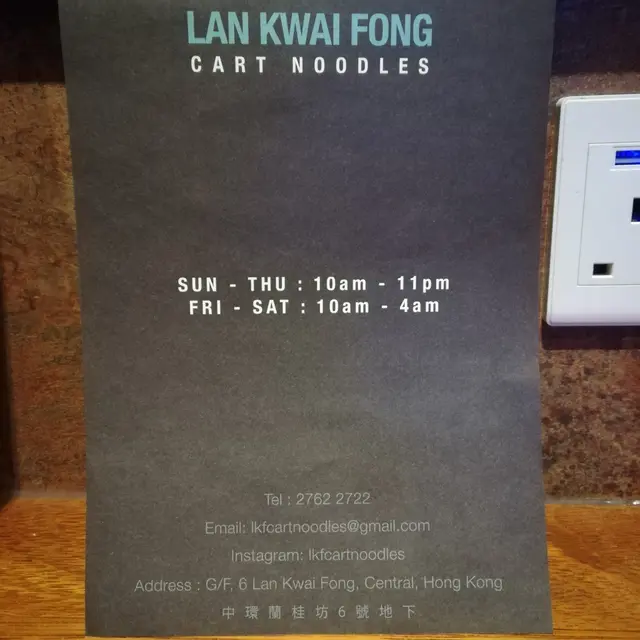 LAN KWAI FONG
CART NOODLES
SUN - THU : 10am - 11pm
FRI - SAT : 10am - 4am
Tel : 2762 2722
Email: lkfcartnoodles@gmail.com
Instagram: lkfcartnoodles
Address : G/F, 6 Lan Kwai Fong, Central, Hong Kong
中環蘭桂坊6號地下